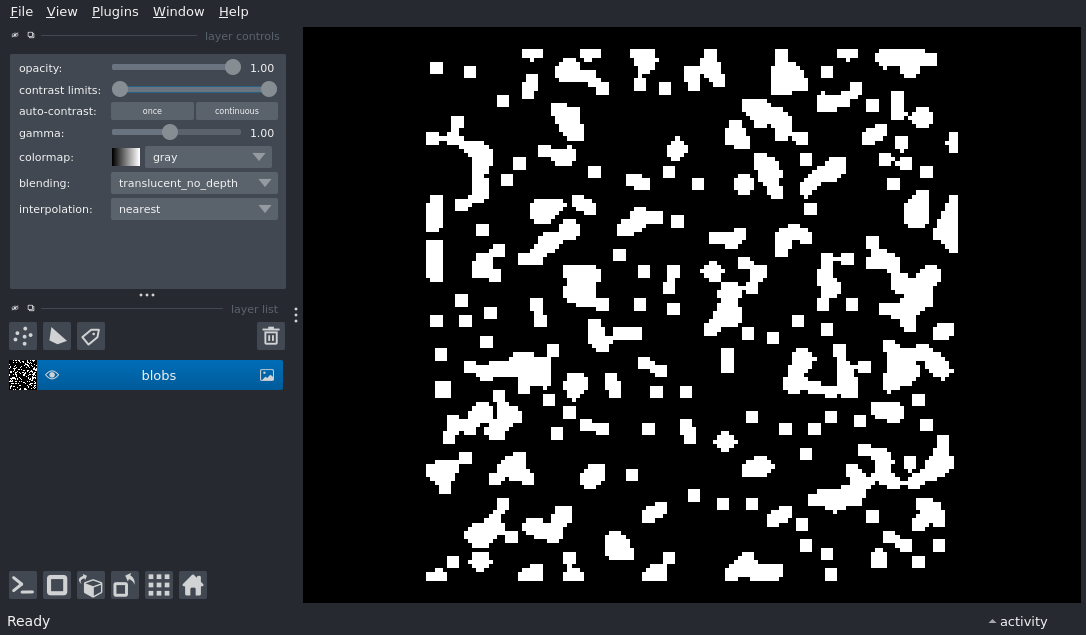 File View Plugins Window Help
layer controls
opacity: 1.00
contrast limits:
auto-contrast: once continuous
gamma: 1.00
colormap: gray
blending: translucent_no_depth
interpolation: nearest
layer list
blobs
Ready
activity